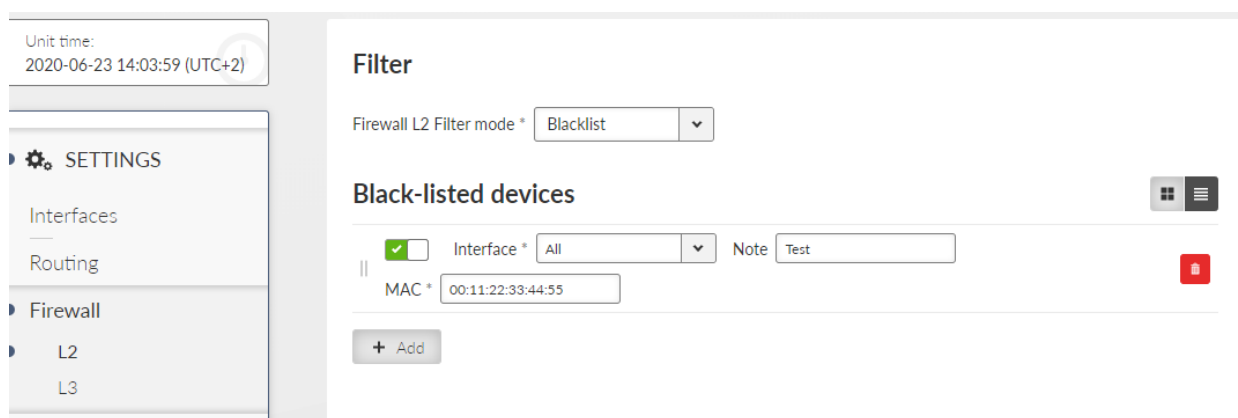 Unit time:
2020-06-23 14:03:59 (UTC+2)
SETTINGS
Interfaces
Routing
Firewall
L2
L3
Filter
Firewall L2 Filter mode * Blacklist
Black-listed devices
Interface * All Note Test
MAC * 00:11:22:33:44:55
+ Add